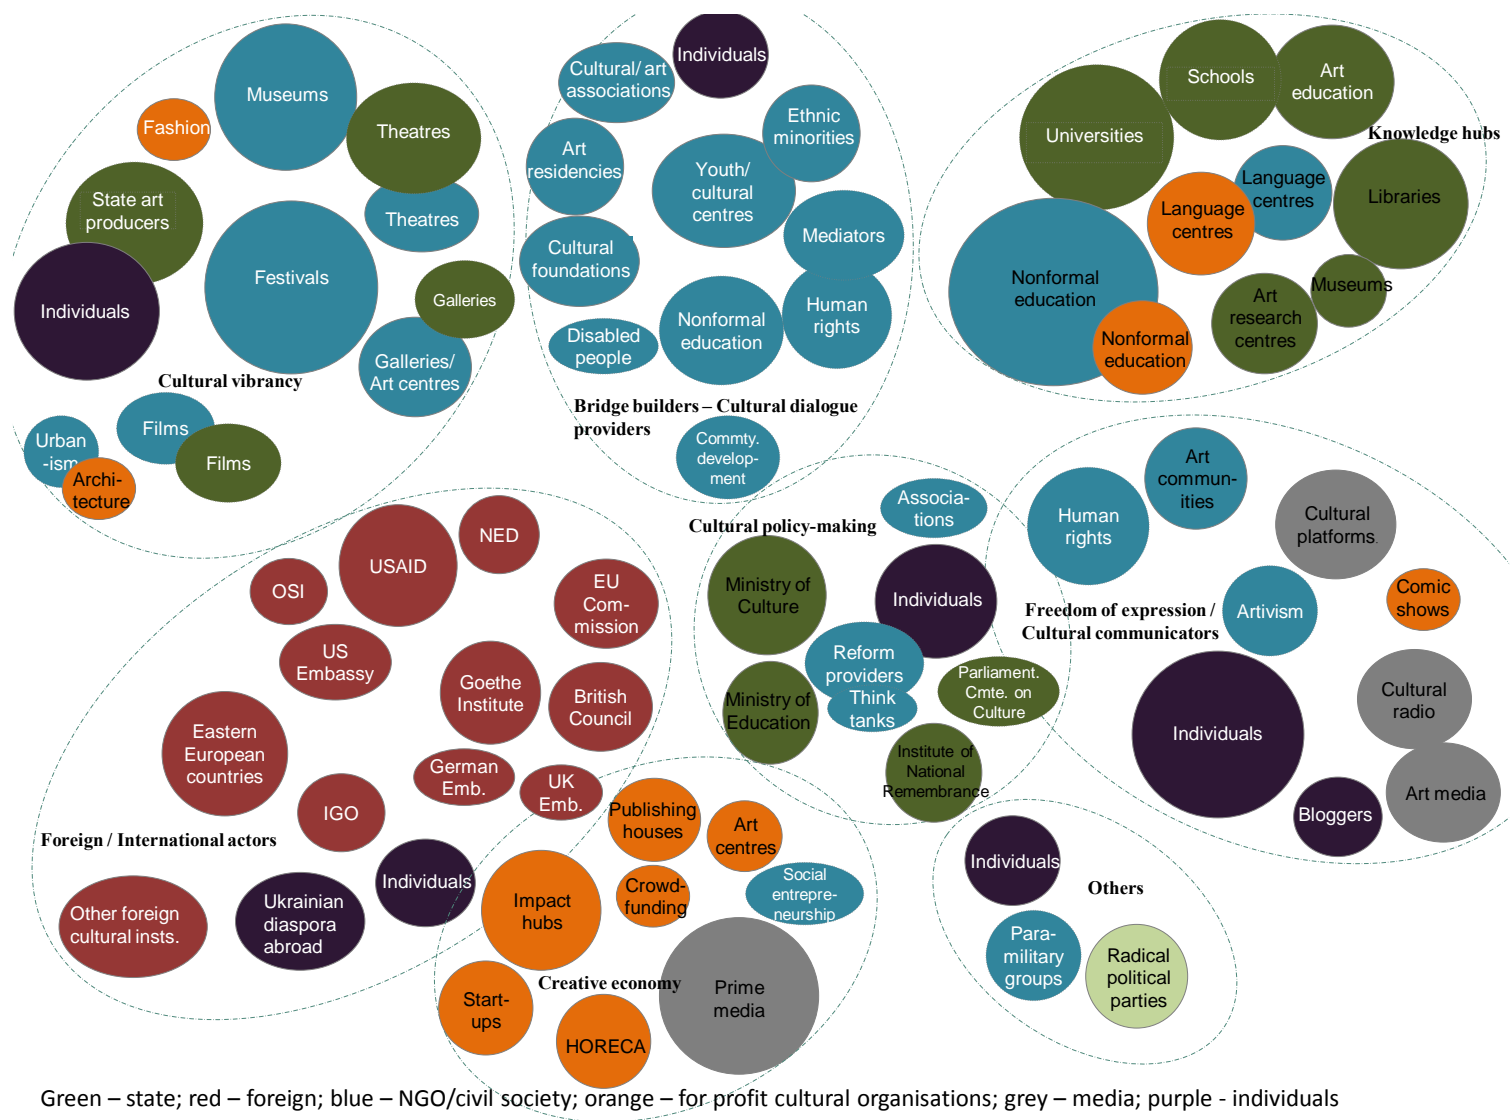 Museums
Fashion
Theatres
State art
producers
Theatres
Festivals
Individuals
Galleries
Galleries/
Art centres
Cultural vibrancy
Films
Urban
-ism
Films
Archi-
tecture
Individuals
Cultural/ art
associations
Ethnic
minorities
Art
residencies
Youth/
cultural
centres
Mediators
Cultural
foundations
Human
rights
Nonformal
education
Disabled
people
Bridge builders – Cultural dialogue
providers
Commty.
develop-
ment
Schools
Art
education
Universities
Knowledge hubs
Language
centres
Libraries
Language
centres
Nonformal
education
Museums
Art
research
centres
Nonformal
education
Associa-
tions
Cultural policy-making
Ministry of
Culture
Individuals
Reform
providers
Think
tanks
Parliament.
Cmte. on
Culture
Ministry of
Education
Institute of
National
Remembrance
Art
commun-
ities
Human
rights
Cultural
platforms.
Comic
shows
Artivism
Freedom of expression /
Cultural communicators
Cultural
radio
Individuals
Art media
Bloggers
NED
USAID
OSI
EU
Com-
mission
US
Embassy
Goethe
Institute
British
Council
Eastern
European
countries
German
Emb.
UK
Emb.
IGO
Foreign / International actors
Individuals
Other foreign
cultural insts.
Ukrainian
diaspora
abroad
Publishing
houses
Art
centres
Crowd-
funding
Social
entrepre-
neurship
Impact
hubs
Creative economy
Prime
media
Start-
ups
HORECA
Individuals
Others
Para-
military
groups
Radical
political
parties
Green – state; red – foreign; blue – NGO/civil society; orange – for profit cultural organisations; grey – media; purple - individuals